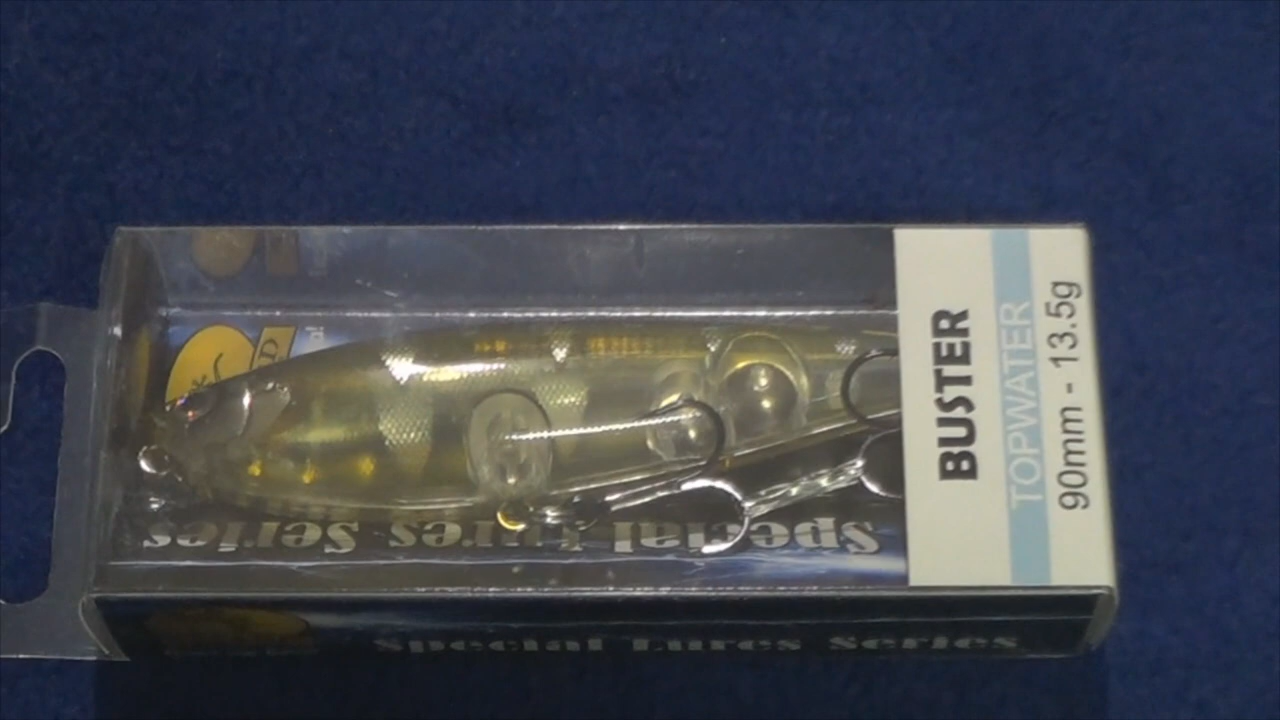 BUSTER
TOPWATER
90mm - 13.5g
Special Lures Series
Special Lures Series